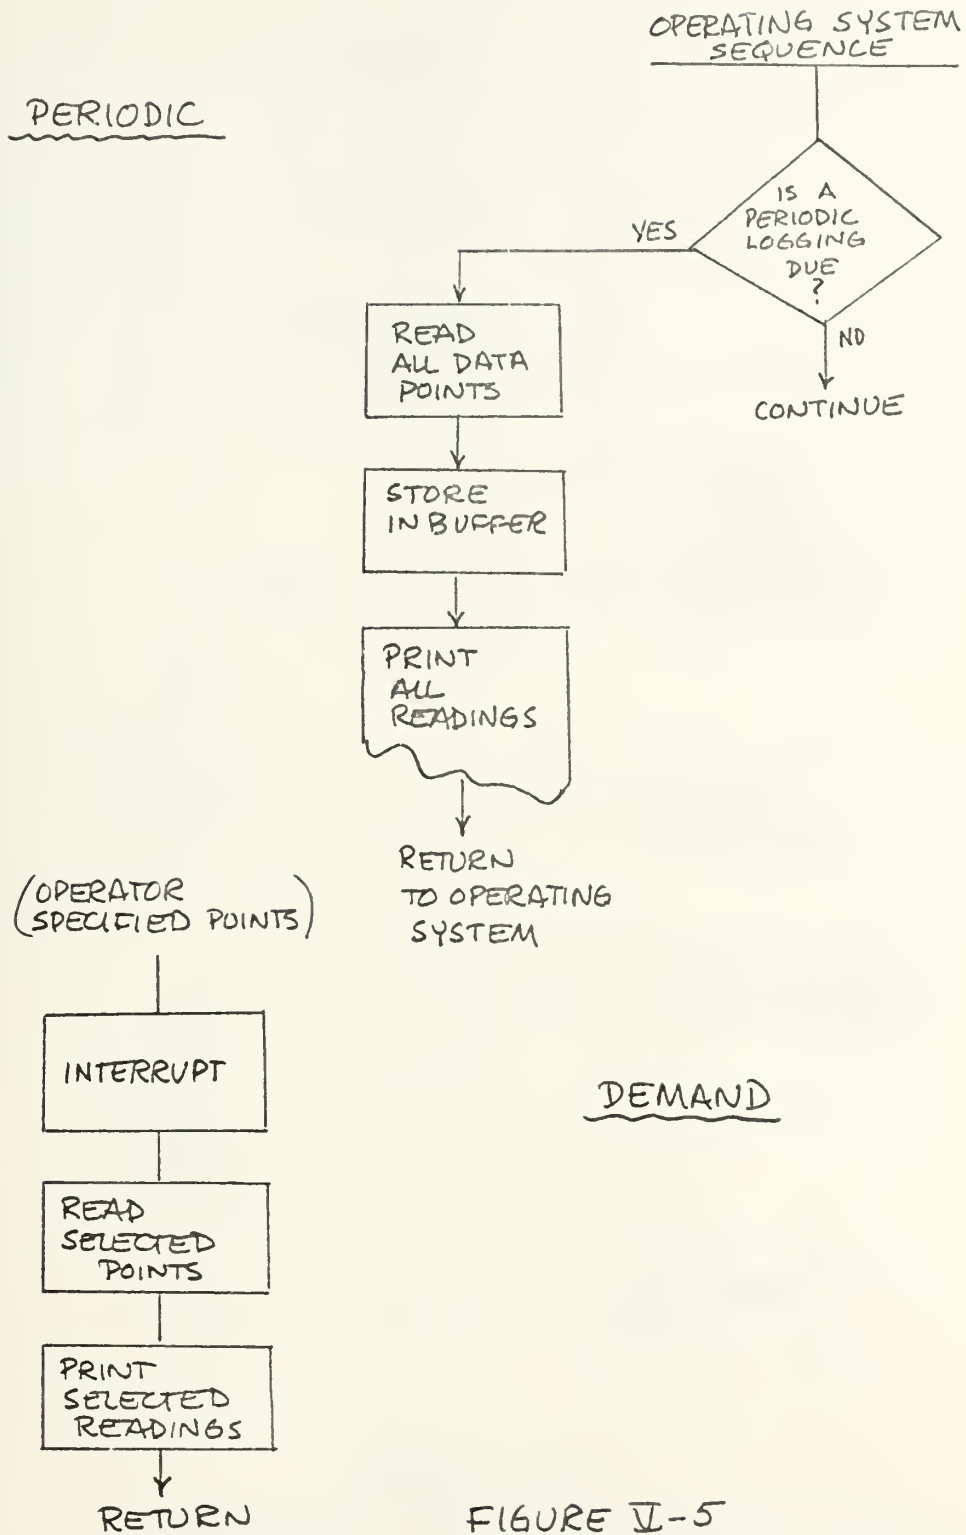 OPERATING SYSTEM
SEQUENCE
PERIODIC
IS A
PERIODIC
LOGGING
DUE
?
YES
NO
CONTINUE
READ
ALL DATA
POINTS
STORE
IN BUFFER
PRINT
ALL
READINGS
RETURN
TO OPERATING
SYSTEM
(OPERATOR
SPECIFIED POINTS)
INTERRUPT
DEMAND
READ
SELECTED
POINTS
PRINT
SELECTED
READINGS
RETURN
FIGURE V-5